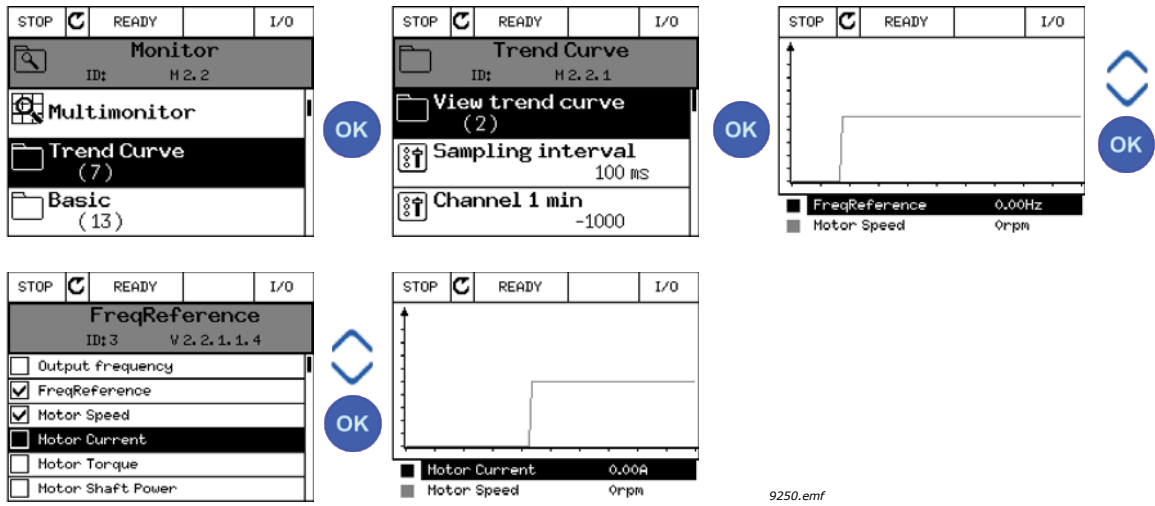 STOP READY I/O
Monitor
ID: M2.2
Multimonitor
Trend Curve
(7)
Basic
(13)
OK
STOP READY I/O
Trend Curve
ID: M2.2.1
View trend curve
(2)
Sampling interval
100 ms
Channel 1 min
-1000
OK
STOP READY I/O
FreqReference 0.00Hz
Motor Speed 0rpm
OK
STOP READY I/O
FreqReference
ID:3 V2.2.1.1.4
Output frequency
FreqReference
Motor Speed
Motor Current
Motor Torque
Motor Shaft Power
OK
STOP READY I/O
Motor Current 0.00A
Motor Speed 0rpm
9250.emf